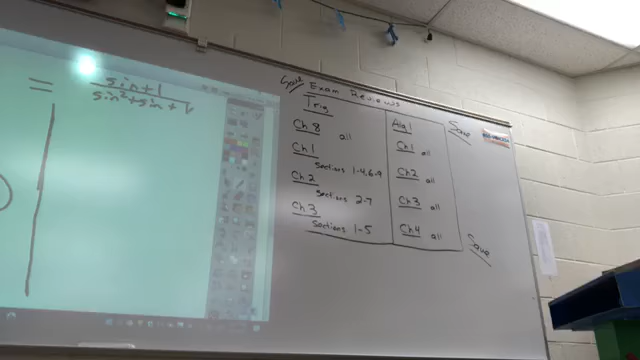 = sin+1
sin²+sin+1
Save Exam Reviews
Trig
Ch 8 all
Ch 1
Sections 1-4,6-9
Ch 2
Sections 2-7
Ch 3
Sections 1-5
Alg 1
Ch 1 all
Ch 2 all
Ch 3 all
Ch 4 all
Save
Save